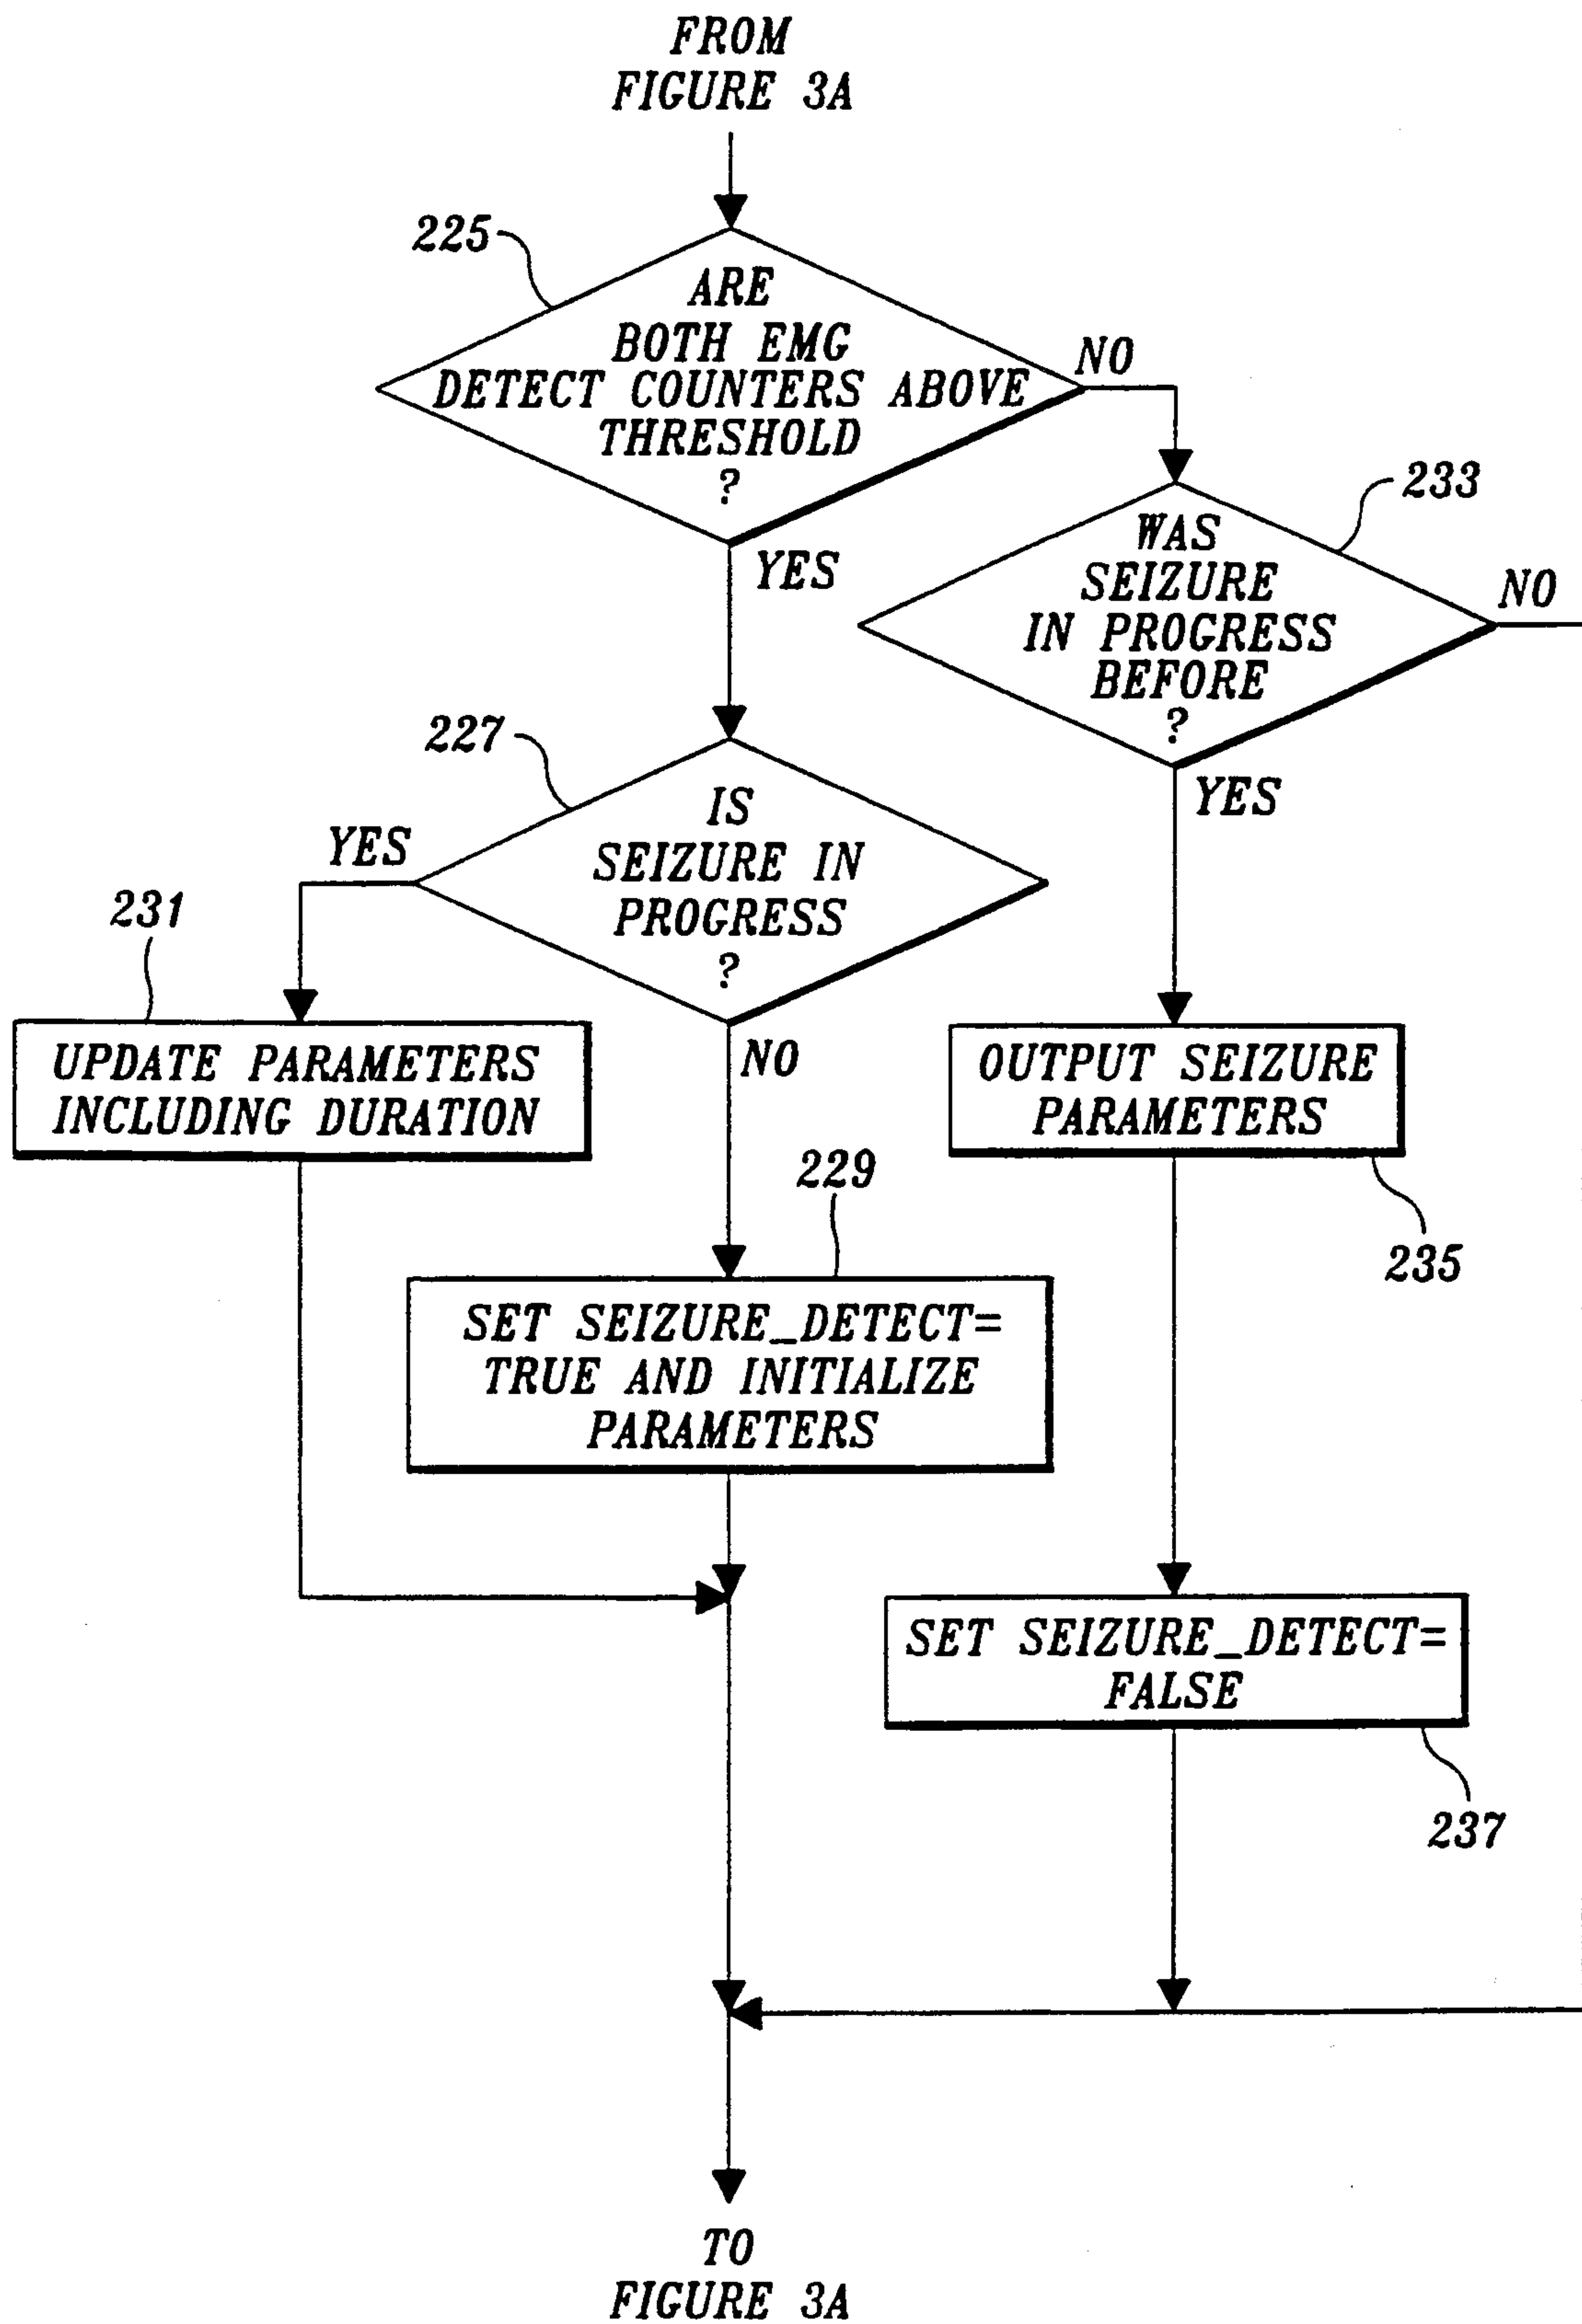 FROM
FIGURE 3A
225
ARE
BOTH EMG
DETECT COUNTERS ABOVE
THRESHOLD
?
NO
YES
233
WAS
SEIZURE
IN PROGRESS
BEFORE
?
NO
YES
227
IS
SEIZURE IN
PROGRESS
?
YES
NO
231
UPDATE PARAMETERS
INCLUDING DURATION
OUTPUT SEIZURE
PARAMETERS
235
229
SET SEIZURE_DETECT=
TRUE AND INITIALIZE
PARAMETERS
SET SEIZURE_DETECT=
FALSE
237
TO
FIGURE 3A